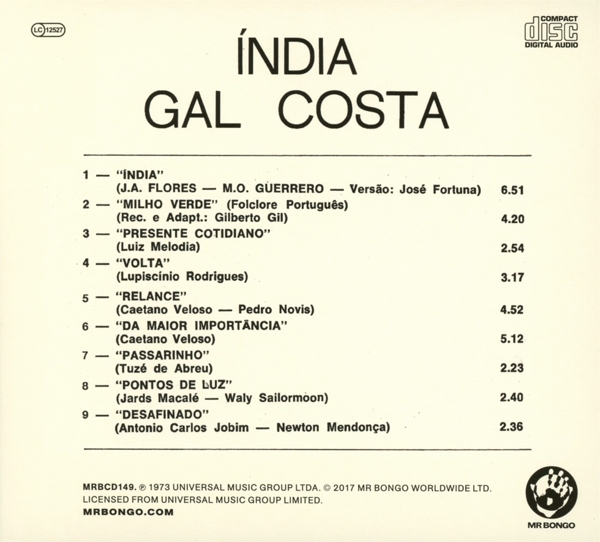 LC 12527
COMPACT
disc
DIGITAL AUDIO
ÍNDIA
GAL COSTA
1 — “ÍNDIA”
(J.A. FLORES — M.O. GUERRERO — Versão: José Fortuna) 6.51
2 — “MILHO VERDE” (Folclore Português)
(Rec. e Adapt.: Gilberto Gil) 4.20
3 — “PRESENTE COTIDIANO”
(Luiz Melodia) 2.54
4 — “VOLTA”
(Lupiscínio Rodrigues) 3.17
5 — “RELANCE”
(Caetano Veloso — Pedro Novis) 4.52
6 — “DA MAIOR IMPORTÂNCIA”
(Caetano Veloso) 5.12
7 — “PASSARINHO”
(Tuzé de Abreu) 2.23
8 — “PONTOS DE LUZ”
(Jards Macalé — Waly Sailormoon) 2.40
9 — “DESAFINADO”
(Antonio Carlos Jobim — Newton Mendonça) 2.36
MRBCD149. ℗ 1973 UNIVERSAL MUSIC GROUP LTDA. © 2017 MR BONGO WORLDWIDE LTD.
LICENSED FROM UNIVERSAL MUSIC GROUP LIMITED.
MRBONGO.COM
MR BONGO